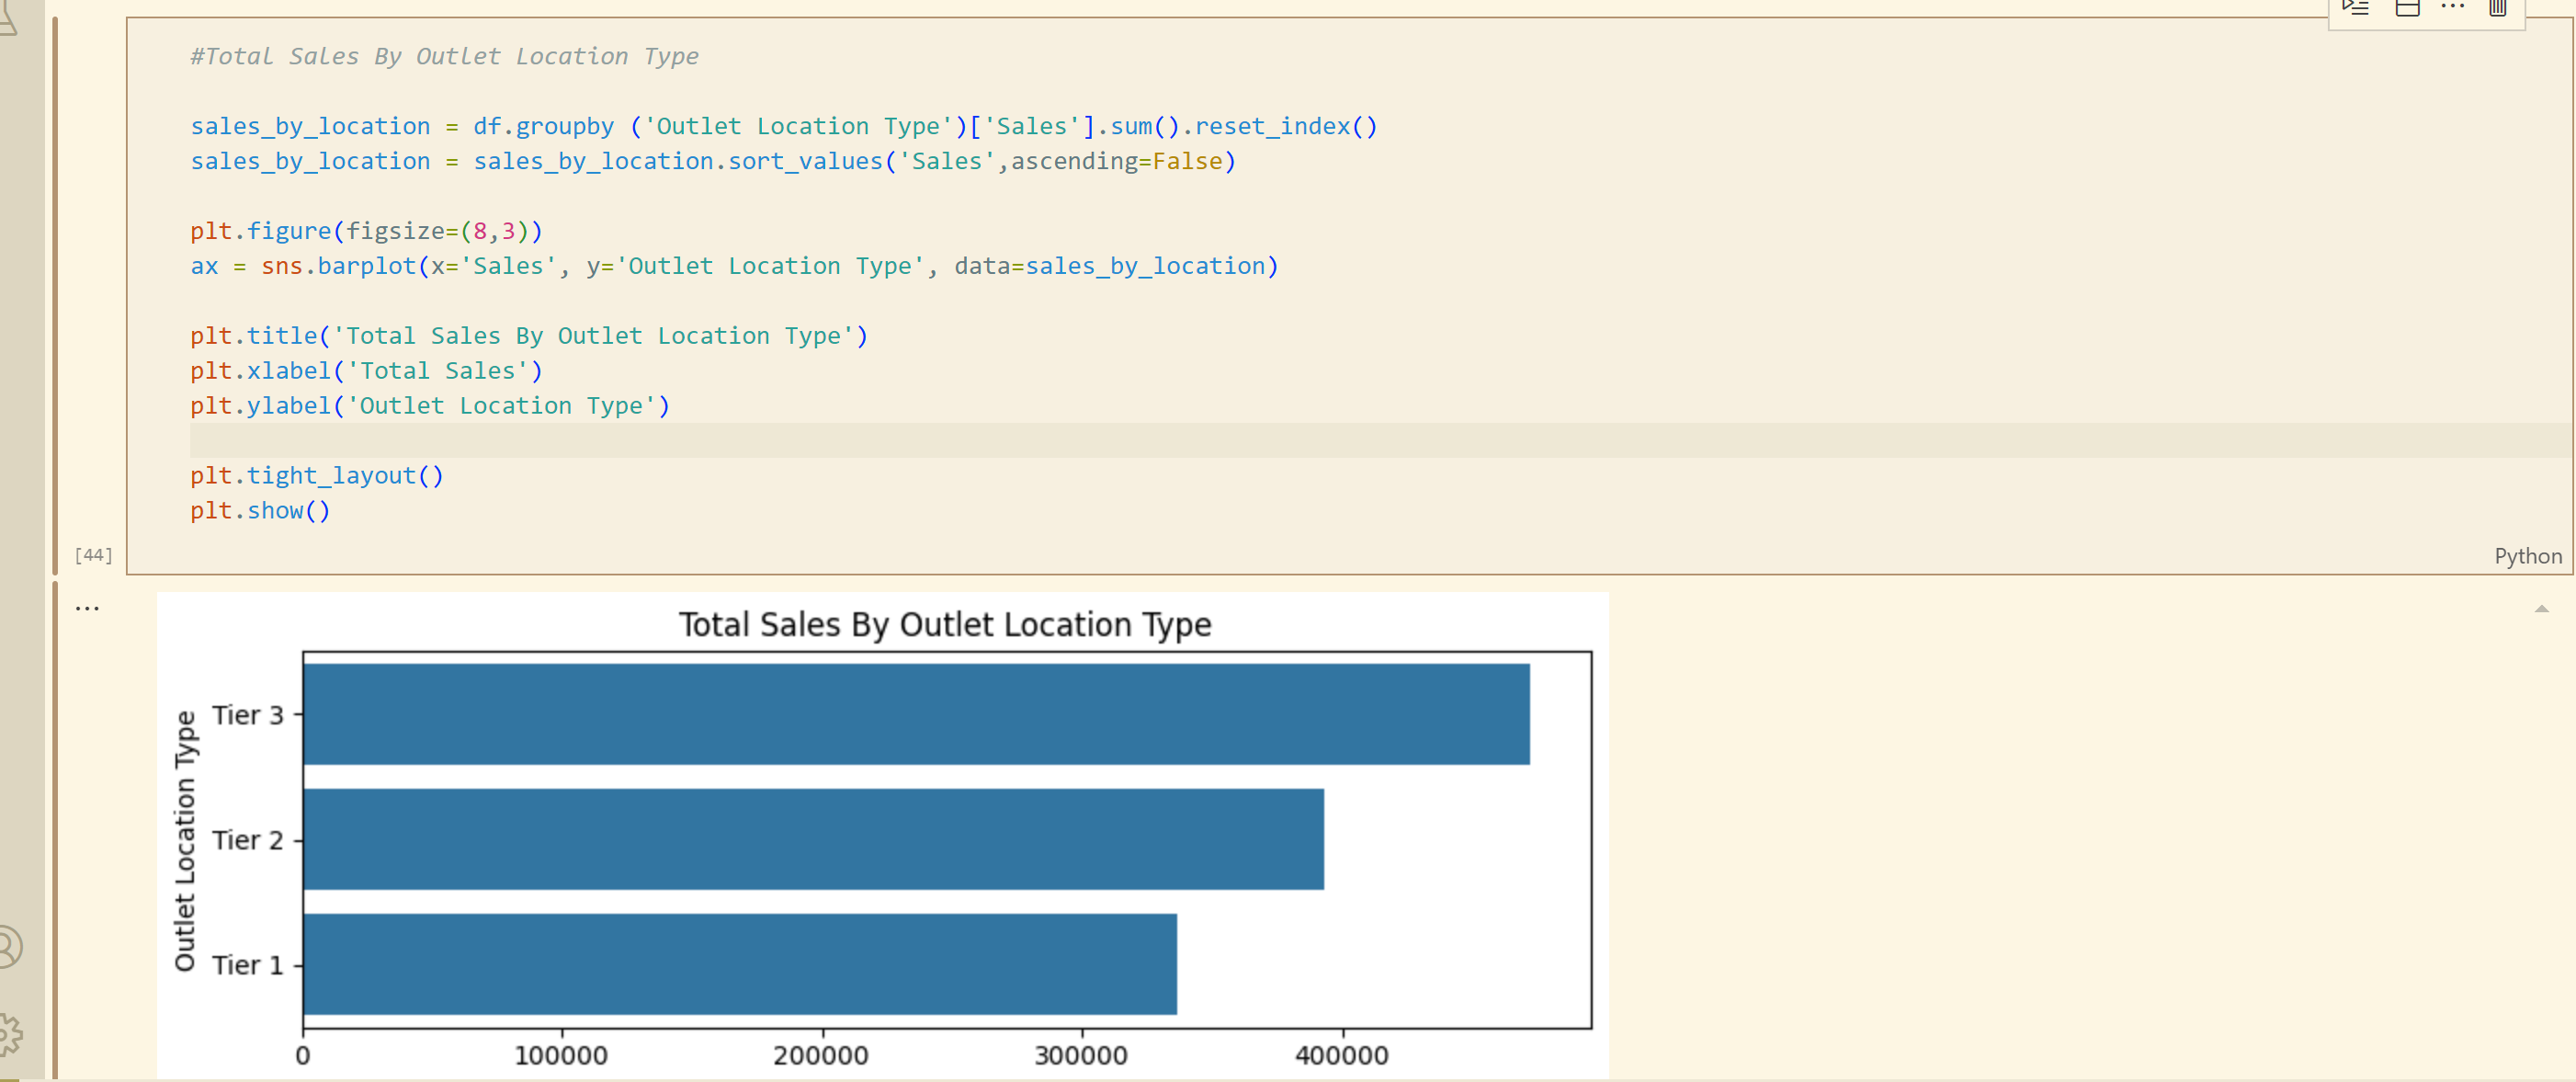 #Total Sales By Outlet Location Type
sales_by_location = df.groupby ('Outlet Location Type')['Sales'].sum().reset_index()
sales_by_location = sales_by_location.sort_values('Sales',ascending=False)
plt.figure(figsize=(8,3))
ax = sns.barplot(x='Sales', y='Outlet Location Type', data=sales_by_location)
plt.title('Total Sales By Outlet Location Type')
plt.xlabel('Total Sales')
plt.ylabel('Outlet Location Type')
plt.tight_layout()
plt.show()
[44]
Python
Total Sales By Outlet Location Type
Outlet Location Type
Tier 3
Tier 2
Tier 1
0 100000 200000 300000 400000